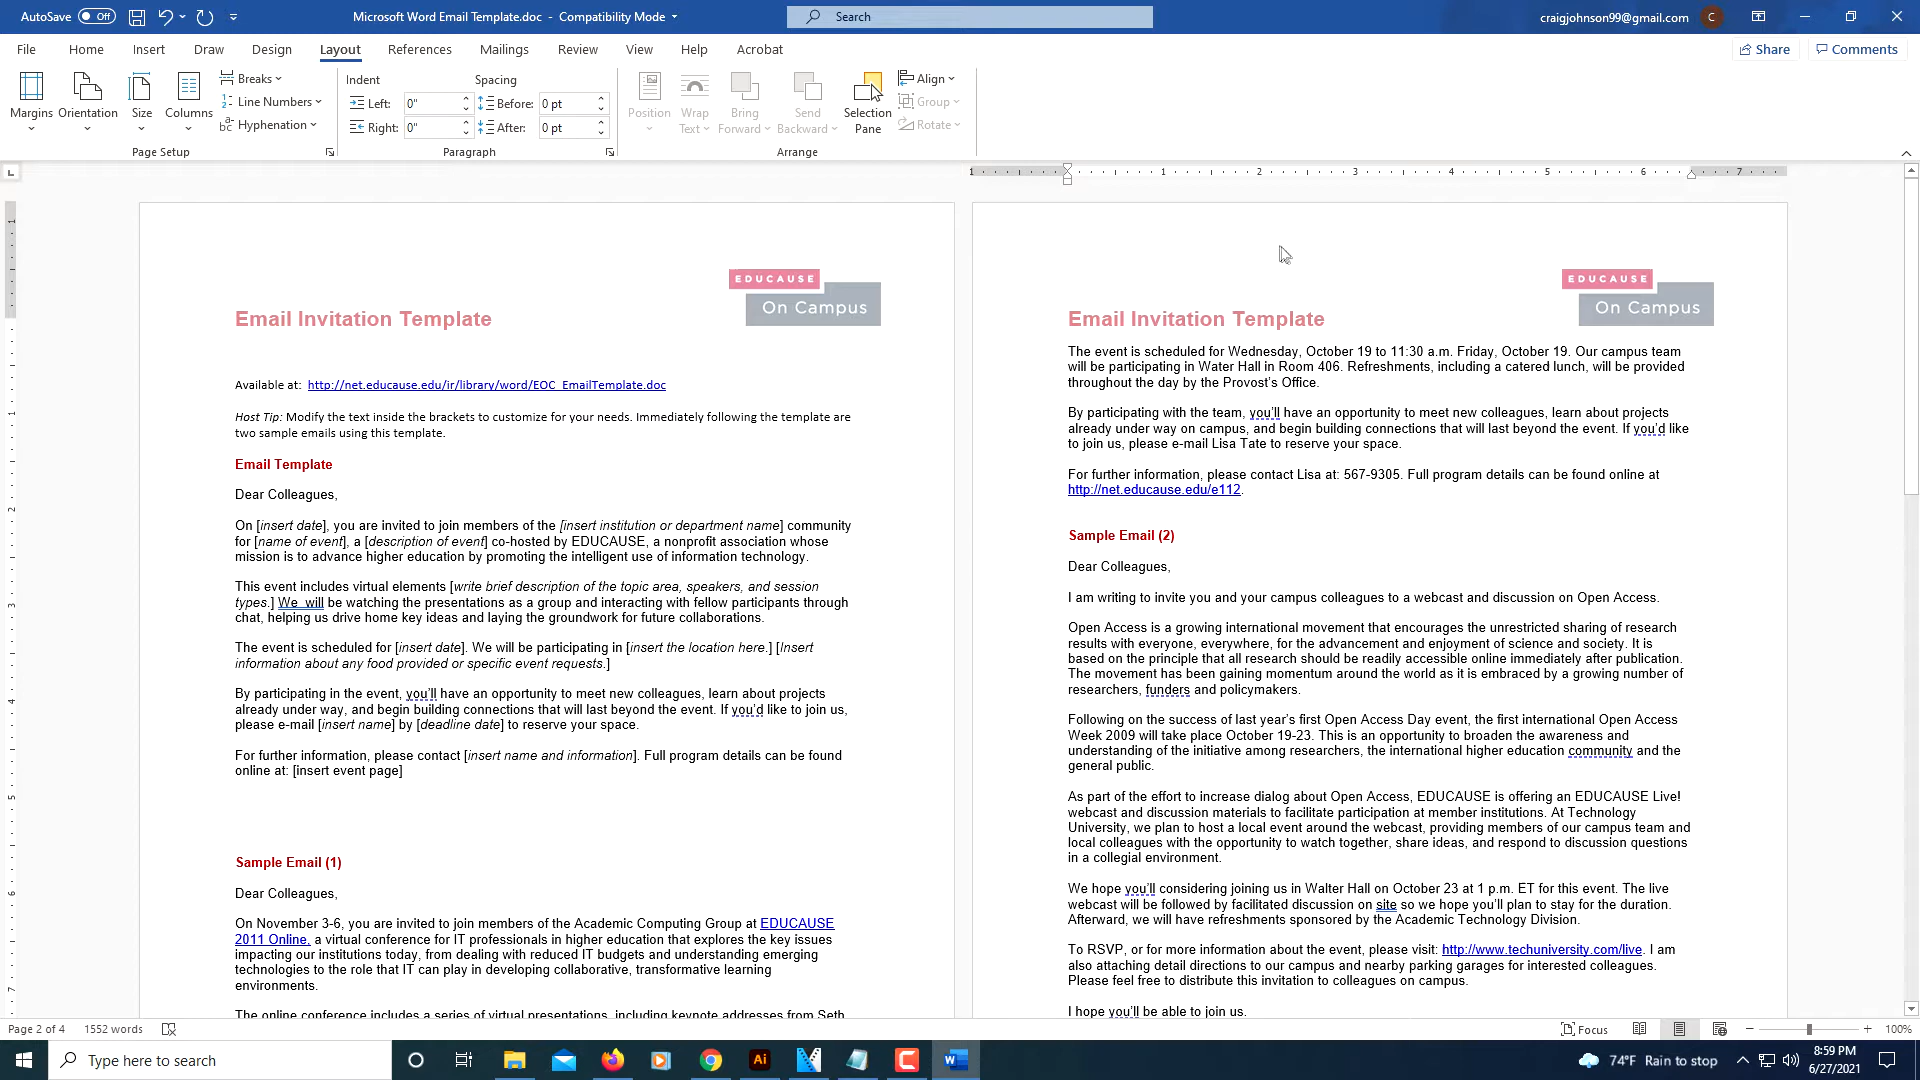 AutoSave Off
Microsoft Word Email Template.doc - Compatibility Mode
Search
craigjohnson99@gmail.com C
File Home Insert Draw Design Layout References Mailings Review View Help Acrobat
Share Comments
Margins Orientation Size Columns
Breaks
Line Numbers
Hyphenation
Page Setup
Indent Spacing
Left: 0" Before: 0 pt
Right: 0" After: 0 pt
Paragraph
Position
Wrap Text
Bring Forward
Send Backward
Selection Pane
Align
Group
Rotate
Arrange
1 1 2 3 4 5 6 7
EDUCAUSE
On Campus
Email Invitation Template
Available at: http://net.educause.edu/ir/library/word/EOC_EmailTemplate.doc
Host Tip: Modify the text inside the brackets to customize for your needs. Immediately following the template are
two sample emails using this template.
Email Template
Dear Colleagues,
On [insert date], you are invited to join members of the [insert institution or department name] community
for [name of event], a [description of event] co-hosted by EDUCAUSE, a nonprofit association whose
mission is to advance higher education by promoting the intelligent use of information technology.
This event includes virtual elements [write brief description of the topic area, speakers, and session
types.] We  will be watching the presentations as a group and interacting with fellow participants through
chat, helping us drive home key ideas and laying the groundwork for future collaborations.
The event is scheduled for [insert date]. We will be participating in [insert the location here.] [Insert
information about any food provided or specific event requests.]
By participating in the event, you'll have an opportunity to meet new colleagues, learn about projects
already under way, and begin building connections that will last beyond the event. If you'd like to join us,
please e-mail [insert name] by [deadline date] to reserve your space.
For further information, please contact [insert name and information]. Full program details can be found
online at: [insert event page]
Sample Email (1)
Dear Colleagues,
On November 3-6, you are invited to join members of the Academic Computing Group at EDUCAUSE
2011 Online, a virtual conference for IT professionals in higher education that explores the key issues
impacting our institutions today, from dealing with reduced IT budgets and understanding emerging
technologies to the role that IT can play in developing collaborative, transformative learning
environments.
The online conference includes a series of virtual presentations, including keynote addresses from Seth
EDUCAUSE
On Campus
Email Invitation Template
The event is scheduled for Wednesday, October 19 to 11:30 a.m. Friday, October 19. Our campus team
will be participating in Water Hall in Room 406. Refreshments, including a catered lunch, will be provided
throughout the day by the Provost's Office.
By participating with the team, you'll have an opportunity to meet new colleagues, learn about projects
already under way on campus, and begin building connections that will last beyond the event. If you'd like
to join us, please e-mail Lisa Tate to reserve your space.
For further information, please contact Lisa at: 567-9305. Full program details can be found online at
http://net.educause.edu/e112.
Sample Email (2)
Dear Colleagues,
I am writing to invite you and your campus colleagues to a webcast and discussion on Open Access.
Open Access is a growing international movement that encourages the unrestricted sharing of research
results with everyone, everywhere, for the advancement and enjoyment of science and society. It is
based on the principle that all research should be readily accessible online immediately after publication.
The movement has been gaining momentum around the world as it is embraced by a growing number of
researchers, funders and policymakers.
Following on the success of last year's first Open Access Day event, the first international Open Access
Week 2009 will take place October 19-23. This is an opportunity to broaden the awareness and
understanding of the initiative among researchers, the international higher education community and the
general public.
As part of the effort to increase dialog about Open Access, EDUCAUSE is offering an EDUCAUSE Live!
webcast and discussion materials to facilitate participation at member institutions. At Technology
University, we plan to host a local event around the webcast, providing members of our campus team and
local colleagues with the opportunity to watch together, share ideas, and respond to discussion questions
in a collegial environment.
We hope you'll considering joining us in Walter Hall on October 23 at 1 p.m. ET for this event. The live
webcast will be followed by facilitated discussion on site so we hope you'll plan to stay for the duration.
Afterward, we will have refreshments sponsored by the Academic Technology Division.
To RSVP, or for more information about the event, please visit: http://www.techuniversity.com/live. I am
also attaching detail directions to our campus and nearby parking garages for interested colleagues.
Please feel free to distribute this invitation to colleagues on campus.
I hope you'll be able to join us.
Page 2 of 4 1552 words
Focus 100%
Type here to search
Ai
74°F Rain to stop
8:59 PM
6/27/2021